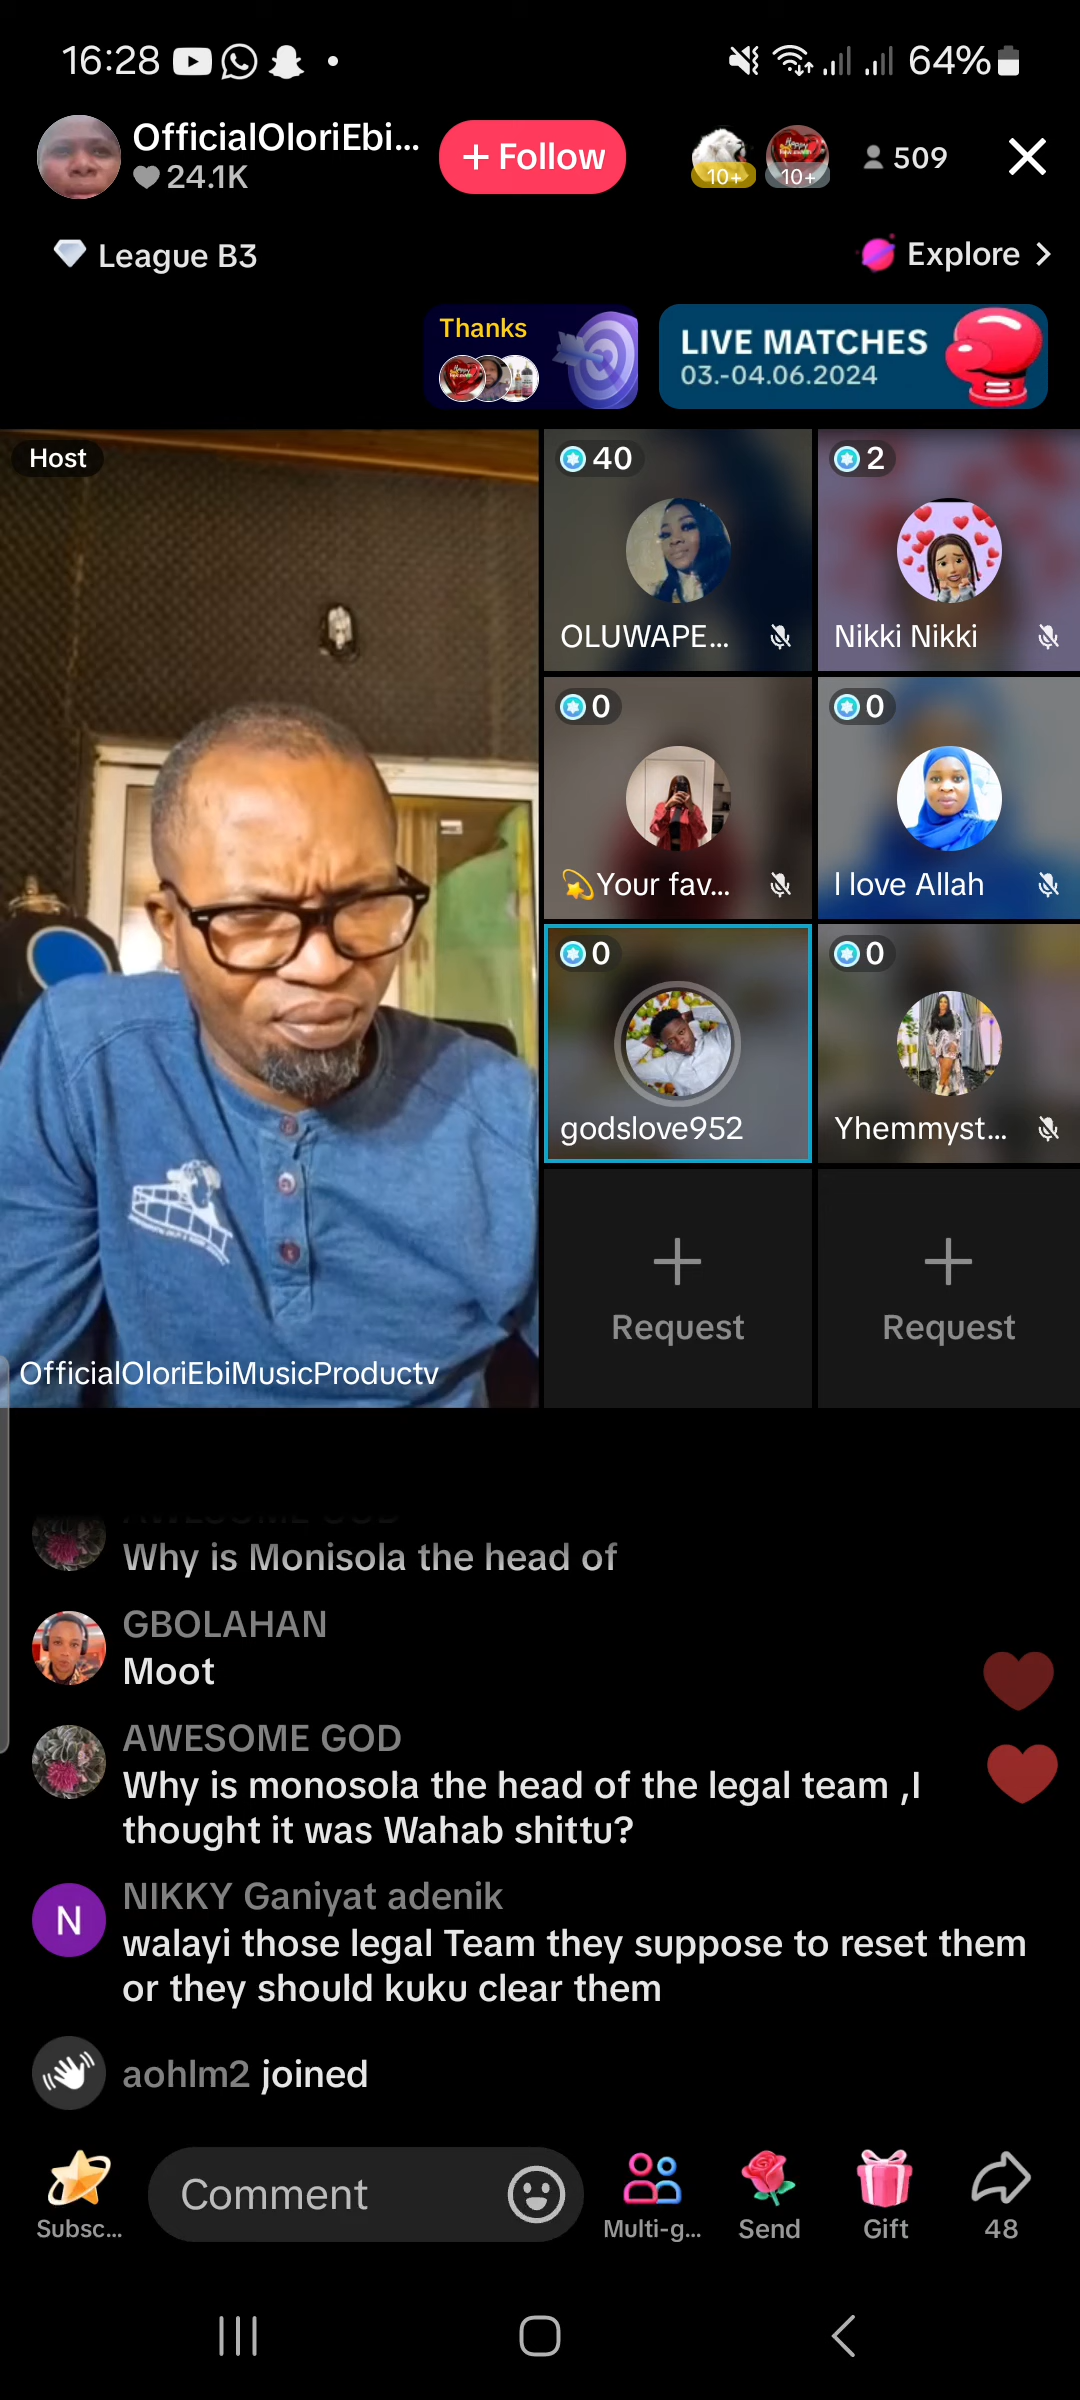 16:28
64%
OfficialOloriEbi...
24.1K
+ Follow
10+
10+
509
League B3
Explore
Thanks
LIVE MATCHES
03.-04.06.2024
Host
40
OLUWAPE...
2
Nikki Nikki
0
💫Your fav...
0
I love Allah
0
godslove952
0
Yhemmyst...
OfficialOloriEbiMusicProductv
Request
Request
AWESOME GOD
Why is Monisola the head of
GBOLAHAN
Moot
AWESOME GOD
Why is monosola the head of the legal team ,I
thought it was Wahab shittu?
N
NIKKY Ganiyat adenik
walayi those legal Team they suppose to reset them
or they should kuku clear them
aohlm2 joined
Subsc...
Comment
Multi-g...
Send
Gift
48